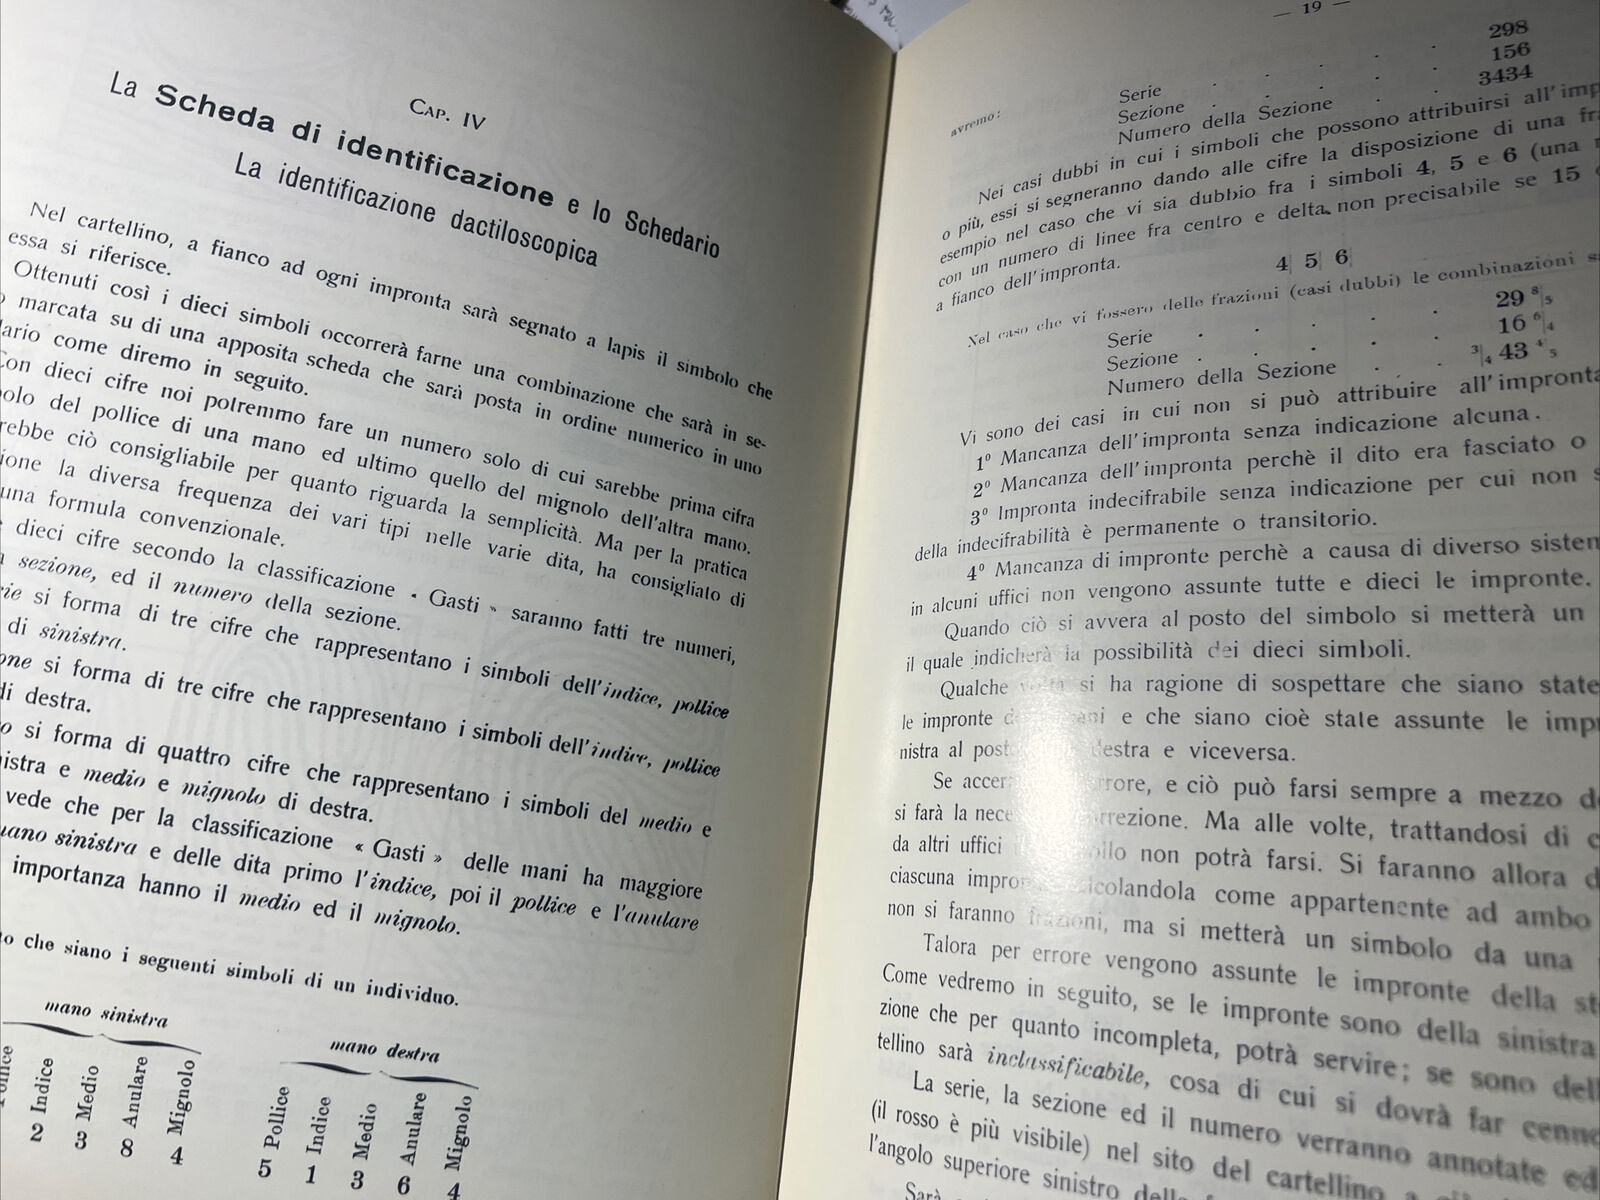 CAP. IV
La Scheda di identificazione e lo Schedario
La identificazione dactiloscopica
Nel cartellino, a fianco ad ogni impronta sarà segnato a lapis il simbolo che
essa si riferisce.
Ottenuti così i dieci simboli occorrerà farne una combinazione che sarà in se-
marcata su di una apposita scheda che sarà posta in ordine numerico in uno
come diremo in seguito.
Con dieci cifre noi potremmo fare un numero solo di cui sarebbe prima cifra
del pollice di una mano ed ultimo quello del mignolo dell'altra mano.
ciò consigliabile per quanto riguarda la semplicità. Ma per la pratica
la diversa frequenza dei vari tipi nelle varie dita, ha consigliato di
una formula convenzionale.
dieci cifre secondo la classificazione « Gasti » saranno fatti tre numeri,
sezione, ed il numero della sezione.
si forma di tre cifre che rappresentano i simboli dell'indice, pollice
di sinistra.
si forma di tre cifre che rappresentano i simboli dell'indice, pollice
di destra.
si forma di quattro cifre che rappresentano i simboli del medio e
e medio e mignolo di destra.
vede che per la classificazione « Gasti » delle mani ha maggiore
sinistra e delle dita primo l'indice, poi il pollice e l'anulare
importanza hanno il medio ed il mignolo.
che siano i seguenti simboli di un individuo.
mano sinistra
mano destra
Pollice Indice Medio Anulare Mignolo
2 3 8 4
Pollice Indice Medio Anulare Mignolo
5 1 3 6 4
— 19 —
avremo:
Serie . . . . 298
Sezione . . . . 156
Numero della Sezione . . 3434
Nei casi dubbi in cui i simboli che possono attribuirsi all'
o più, essi si segneranno dando alle cifre la disposizione di una
esempio nel caso che vi sia dubbio fra i simboli 4, 5 e 6 (una
con un numero di linee fra centro e delta non precisabile se 15
a fianco dell'impronta.
4| 5| 6|
Nel caso che vi fossero delle frazioni (casi dubbi) le combinazioni
Serie . . . . 29 8|5
Sezione . . . . 16 6|4
Numero della Sezione . . 3|4 43 4|5
Vi sono dei casi in cui non si può attribuire all'impronta
1º Mancanza dell'impronta senza indicazione alcuna.
2º Mancanza dell'impronta perchè il dito era fasciato o
3º Impronta indecifrabile senza indicazione per cui non
della indecifrabilità è permanente o transitorio.
4º Mancanza di impronte perchè a causa di diverso
in alcuni uffici non vengono assunte tutte e dieci le impronte.
Quando ciò si avvera al posto del simbolo si metterà un
il quale indicherà la possibilità dei dieci simboli.
Qualche volta si ha ragione di sospettare che siano state
le impronte e che siano cioè state assunte le
nistra al posto destra e viceversa.
Se errore, e ciò può farsi sempre a mezzo
si farà la Ma alle volte, trattandosi di
da altri uffici non potrà farsi. Si faranno allora
ciascuna come appartenente ad ambo
non si faranno frazioni, ma si metterà un simbolo da una
Talora per errore vengono assunte le impronte della
Come vedremo in seguito, se le impronte sono della sinistra
zione che per quanto incompleta, potrà servire; se sono
tellino sarà inclassificabile, cosa di cui si dovrà far cenno
La serie, la sezione ed il numero verranno annotate ed
(il rosso è più visibile) nel sito del cartellino a
l'angolo superiore sinistro
Sarà